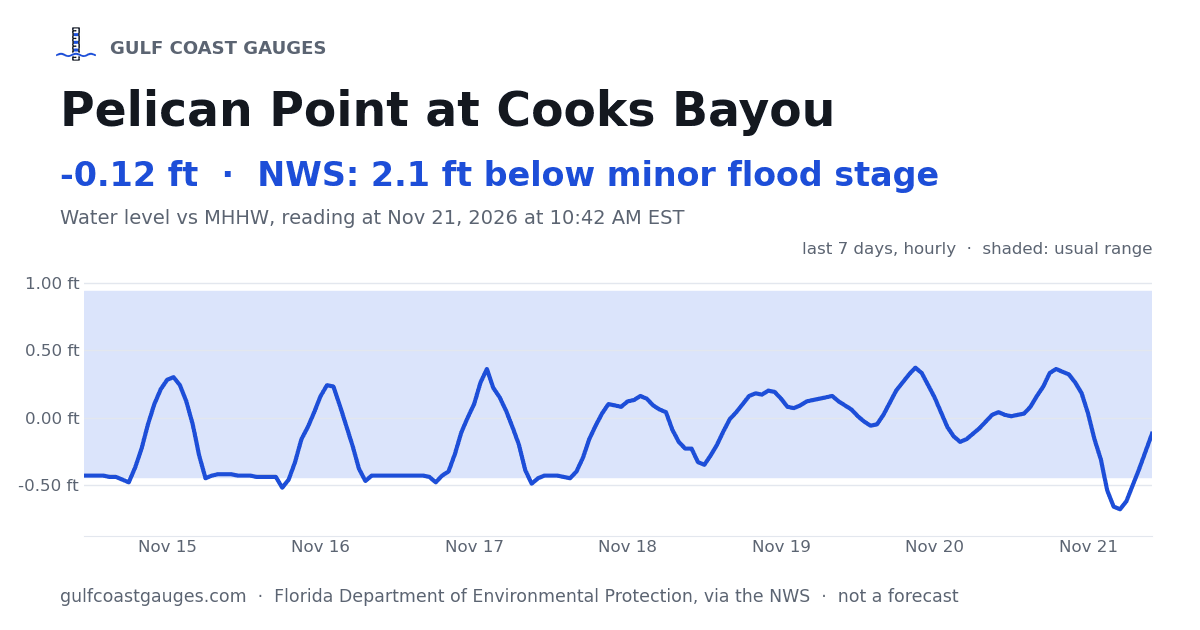 GULF COAST GAUGES
Pelican Point at Cooks Bayou
-0.12 ft · NWS: 2.1 ft below minor flood stage
Water level vs MHHW, reading at Nov 21, 2026 at 10:42 AM EST
last 7 days, hourly · shaded: usual range
1.00 ft
0.50 ft
0.00 ft
-0.50 ft
Nov 15 Nov 16 Nov 17 Nov 18 Nov 19 Nov 20 Nov 21
gulfcoastgauges.com · Florida Department of Environmental Protection, via the NWS · not a forecast